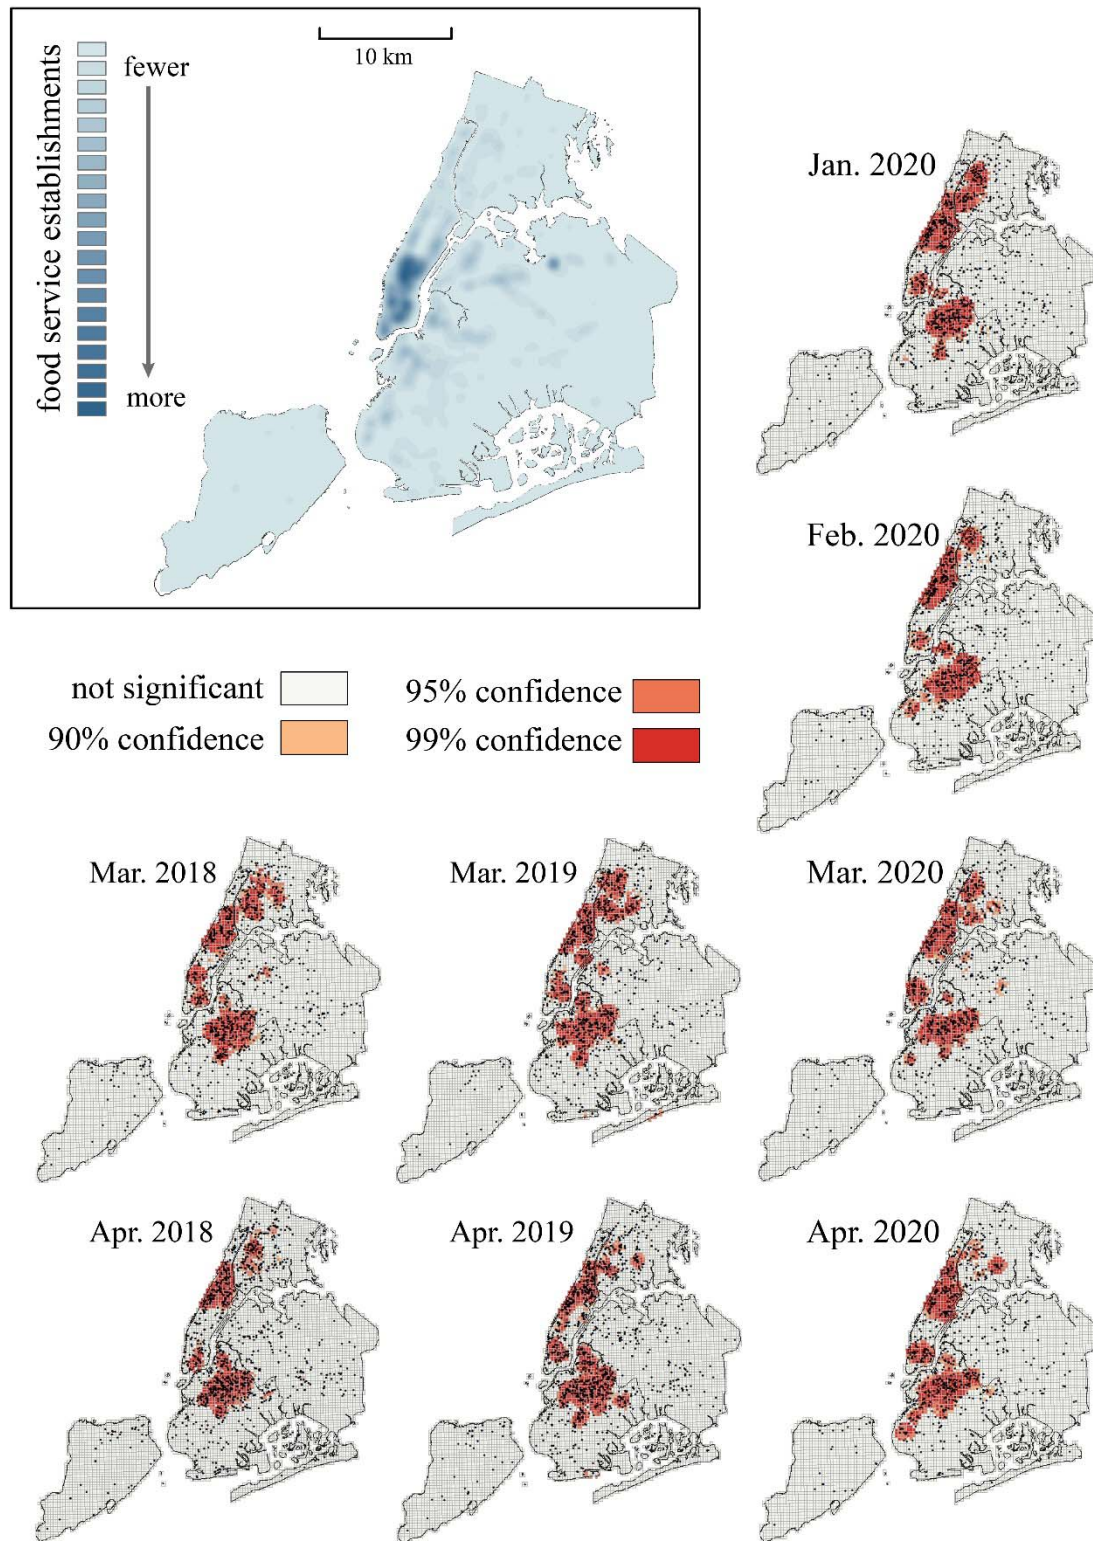 food service establishments
fewer
more
10 km
Jan. 2020
Feb. 2020
not significant
95% confidence
90% confidence
99% confidence
Mar. 2018
Mar. 2019
Mar. 2020
Apr. 2018
Apr. 2019
Apr. 2020